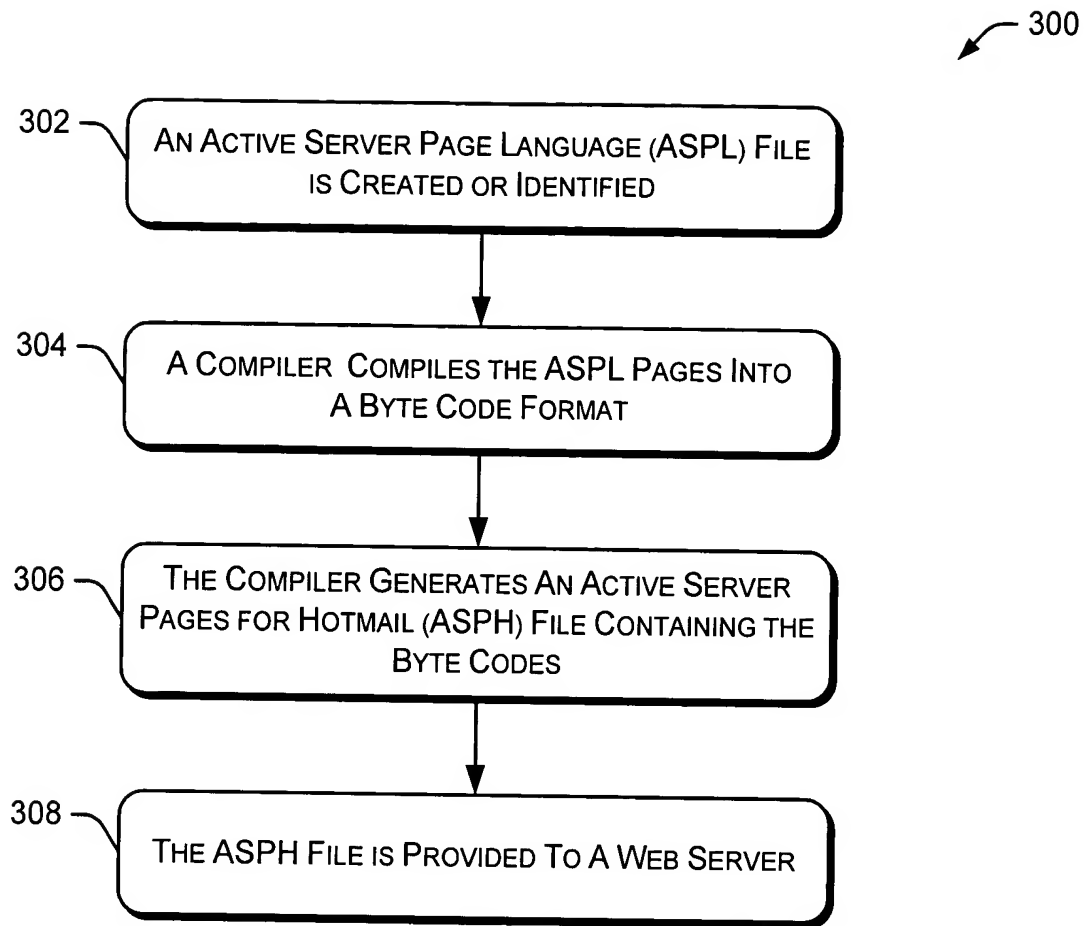 300
302
AN ACTIVE SERVER PAGE LANGUAGE (ASPL) FILE
IS CREATED OR IDENTIFIED
304
A COMPILER COMPILES THE ASPL PAGES INTO
A BYTE CODE FORMAT
306
THE COMPILER GENERATES AN ACTIVE SERVER
PAGES FOR HOTMAIL (ASPH) FILE CONTAINING THE
BYTE CODES
308
THE ASPH FILE IS PROVIDED TO A WEB SERVER